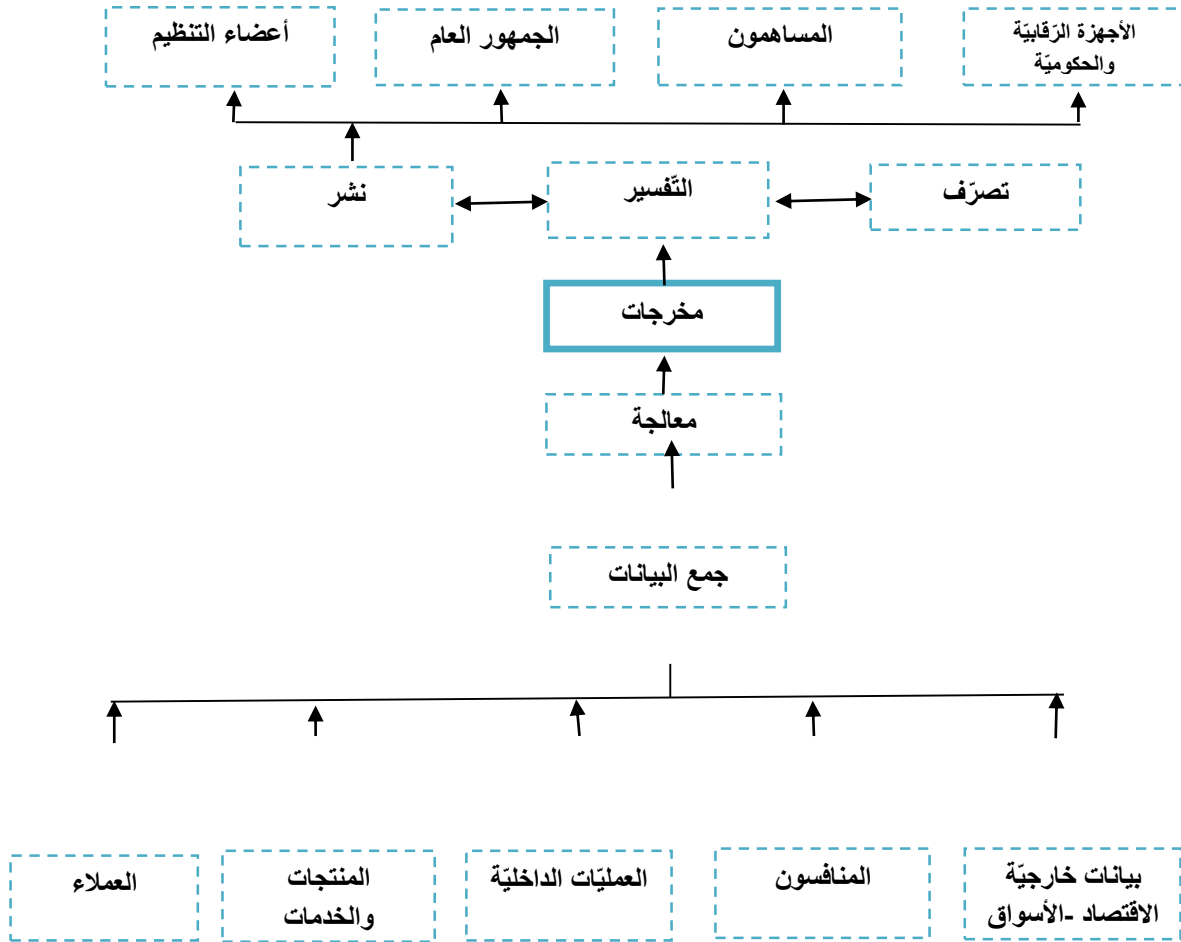 الأجهزة الرّقابيّة
والحكوميّة
المساهمون
الجمهور العام
أعضاء التنظيم
تصرّف
التّفسير
نشر
مخرجات
معالجة
جمع البيانات
بيانات خارجيّة
الاقتصاد -الأسواق
المنافسون
العمليّات الداخليّة
المنتجات
والخدمات
العملاء